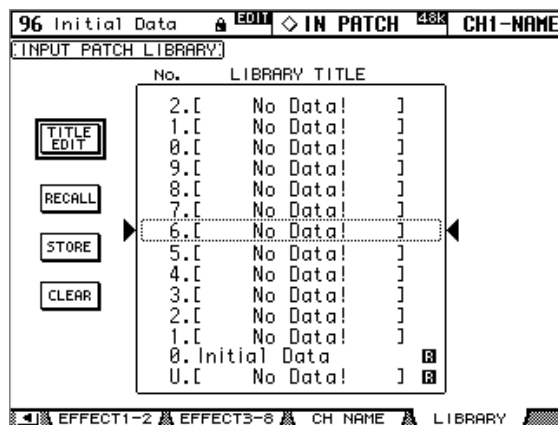 96 Initial Data EDIT ◇ IN PATCH 48K CH1-NAME
INPUT PATCH LIBRARY
No. LIBRARY TITLE
2.[ No Data! ]
1.[ No Data! ]
0.[ No Data! ]
9.[ No Data! ]
8.[ No Data! ]
7.[ No Data! ]
6.[ No Data! ]
5.[ No Data! ]
4.[ No Data! ]
3.[ No Data! ]
2.[ No Data! ]
1.[ No Data! ]
0.Initial Data R
U.[ No Data! ] R
TITLE
EDIT
RECALL
STORE
CLEAR
EFFECT1-2 EFFECT3-8 CH NAME LIBRARY